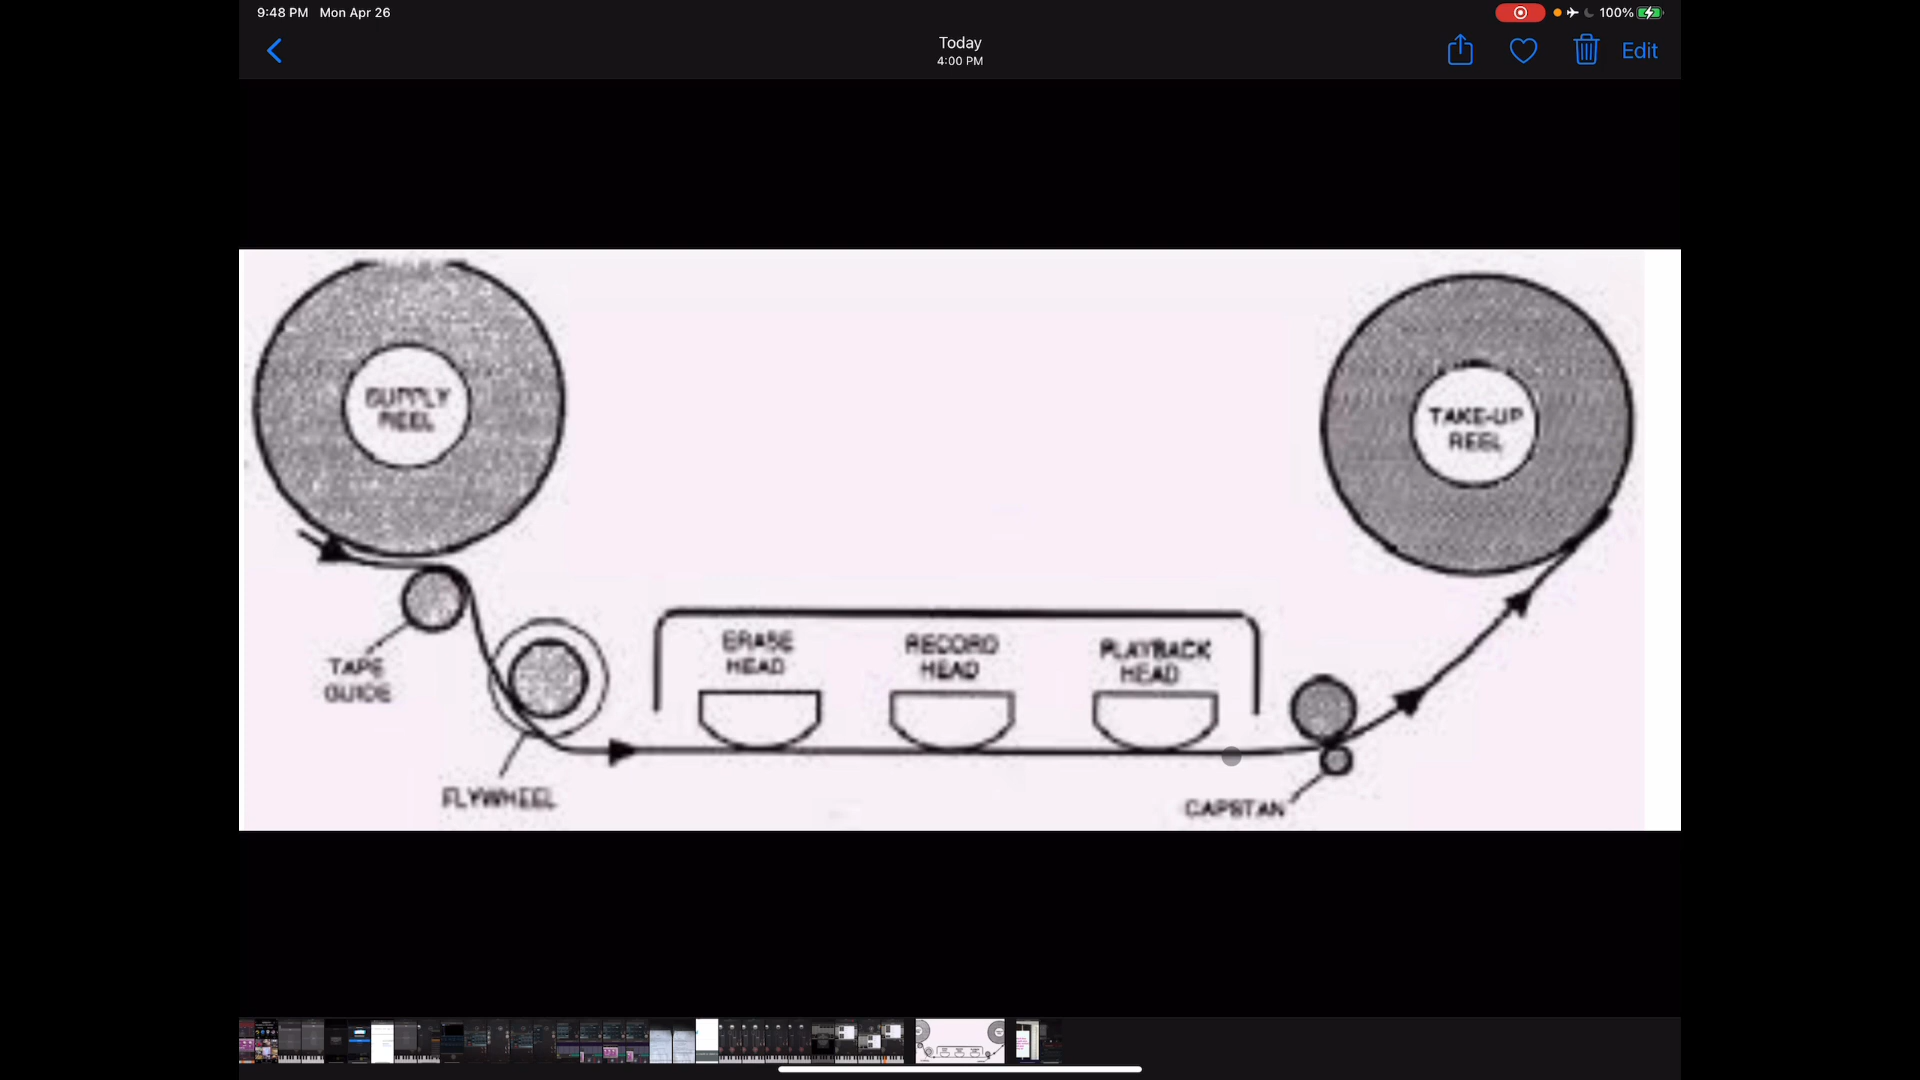 9:48 PM Mon Apr 26
100%
Today
4:00 PM
Edit
SUPPLY
REEL
TAKE-UP
REEL
TAPE
GUIDE
ERASE
HEAD
RECORD
HEAD
PLAYBACK
HEAD
FLYWHEEL
CAPSTAN